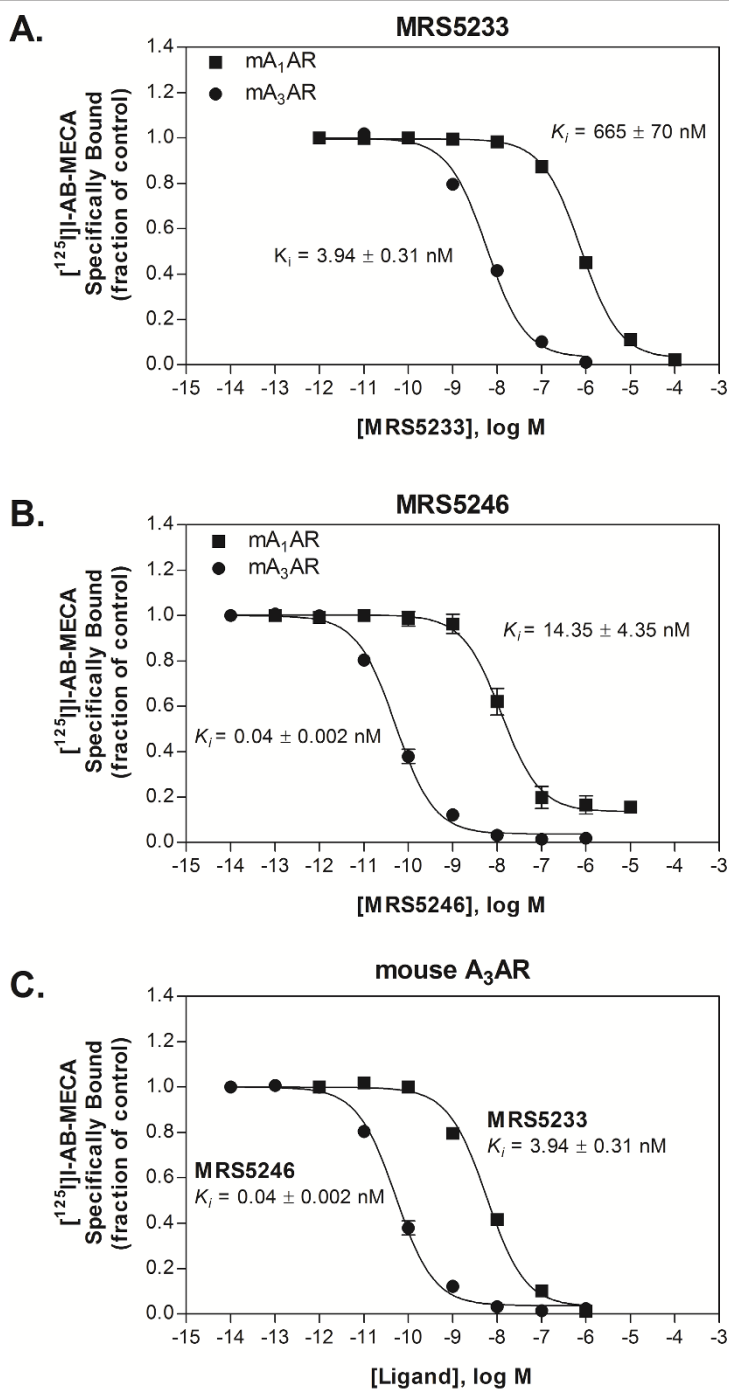 A.
MRS5233
[¹²⁵I]I-AB-MECA
Specifically Bound
(fraction of control)
1.4
1.2
1.0
0.8
0.6
0.4
0.2
0.0
mA₁AR
mA₃AR
Kᵢ = 665 ± 70 nM
Kᵢ = 3.94 ± 0.31 nM
-15 -14 -13 -12 -11 -10 -9 -8 -7 -6 -5 -4 -3
[MRS5233], log M
B.
MRS5246
[¹²⁵I]I-AB-MECA
Specifically Bound
(fraction of control)
1.4
1.2
1.0
0.8
0.6
0.4
0.2
0.0
mA₁AR
mA₃AR
Kᵢ = 14.35 ± 4.35 nM
Kᵢ = 0.04 ± 0.002 nM
-15 -14 -13 -12 -11 -10 -9 -8 -7 -6 -5 -4 -3
[MRS5246], log M
C.
mouse A₃AR
[¹²⁵I]I-AB-MECA
Specifically Bound
(fraction of control)
1.4
1.2
1.0
0.8
0.6
0.4
0.2
0.0
MRS5233
Kᵢ = 3.94 ± 0.31 nM
MRS5246
Kᵢ = 0.04 ± 0.002 nM
-15 -14 -13 -12 -11 -10 -9 -8 -7 -6 -5 -4 -3
[Ligand], log M